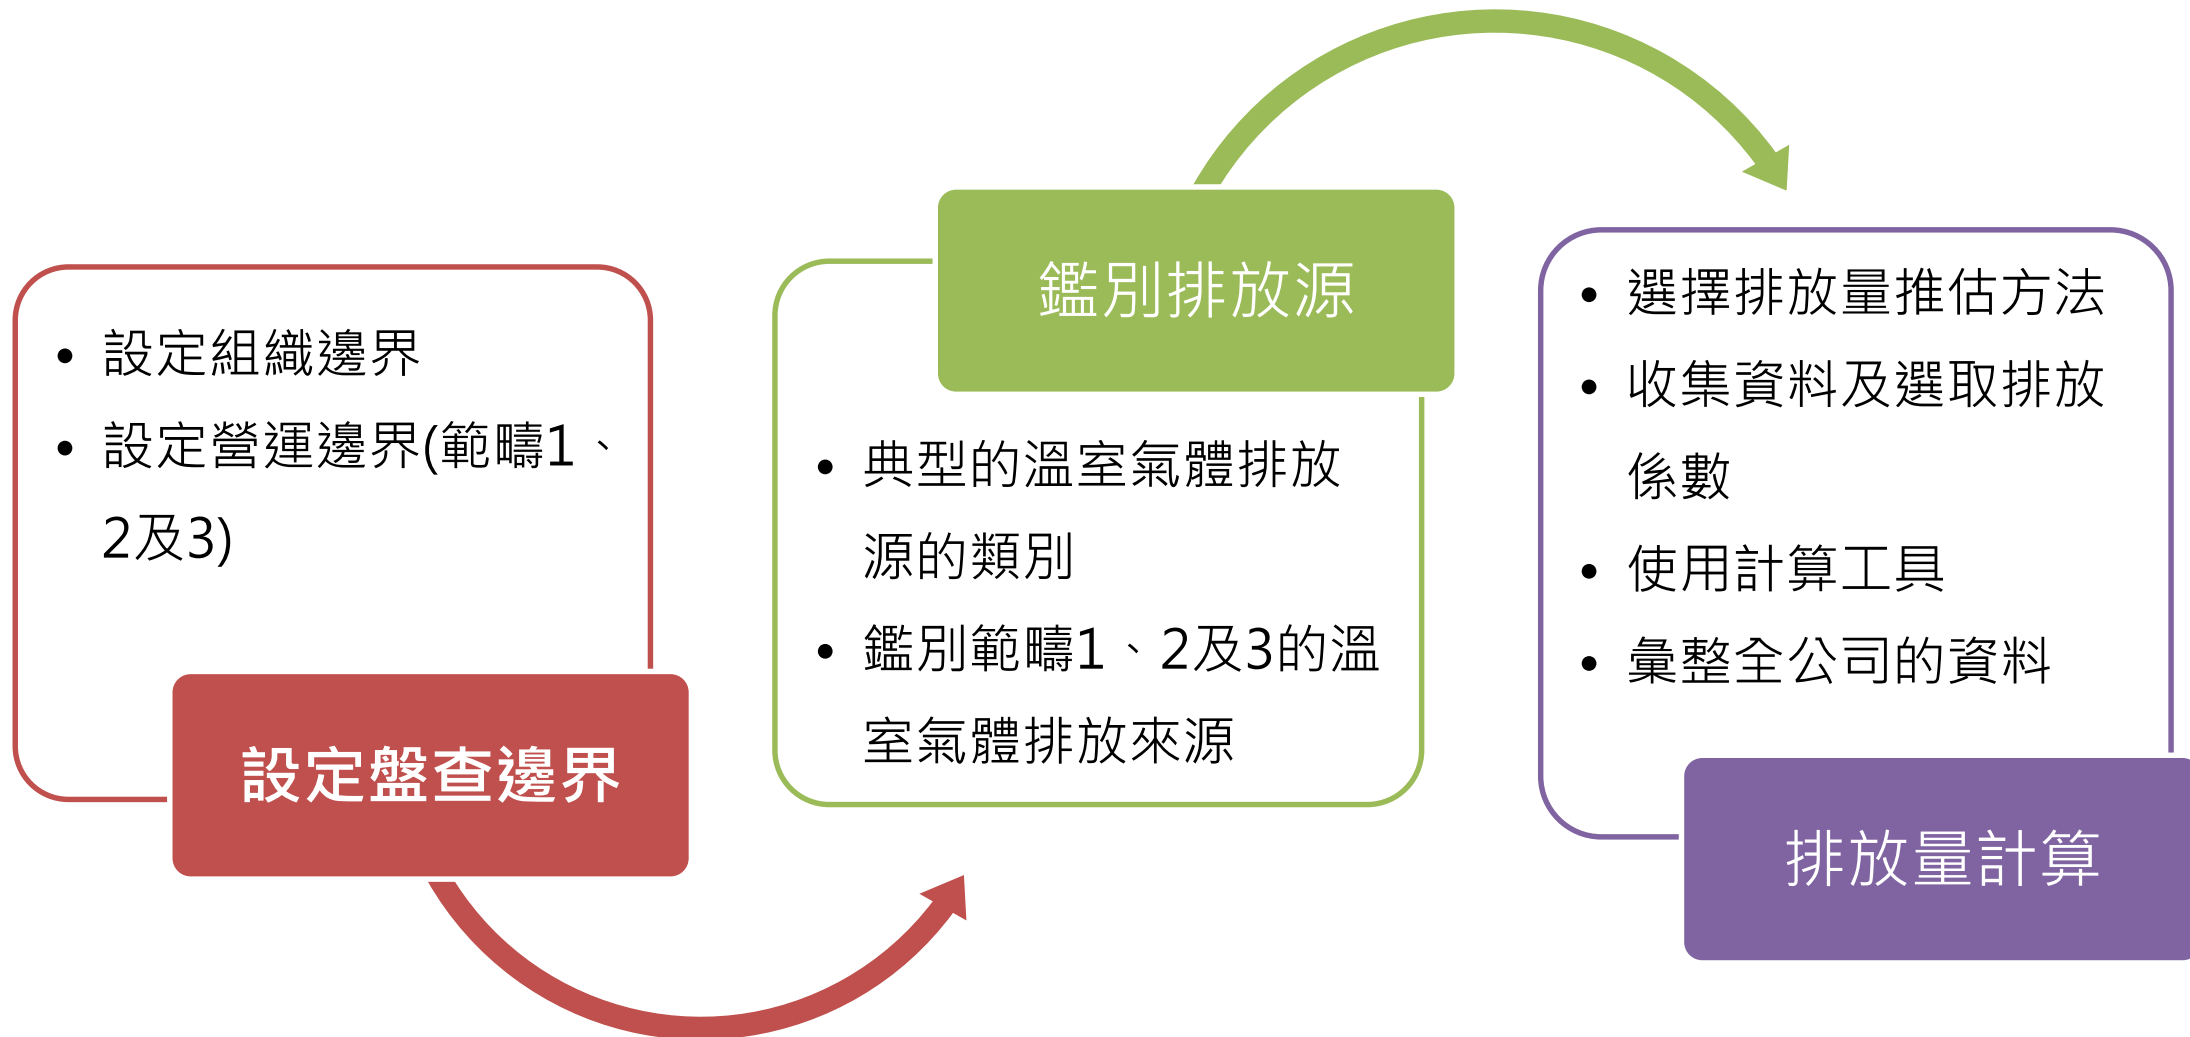 • 設定組織邊界
• 設定營運邊界(範疇1、
2及3)
設定盤查邊界
鑑別排放源
• 典型的溫室氣體排放
源的類別
• 鑑別範疇1、2及3的溫
室氣體排放來源
• 選擇排放量推估方法
• 收集資料及選取排放
係數
• 使用計算工具
• 彙整全公司的資料
排放量計算